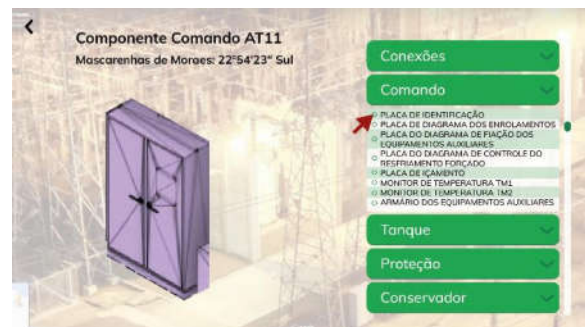 Componente Comando AT11
Mascarenhas de Moraes: 22°54'23" Sul
Conexões
Comando
PLACA DE IDENTIFICAÇÃO
PLACA DE DIAGRAMA DOS ENROLAMENTOS
PLACA DO DIAGRAMA DE FIAÇÃO DOS
EQUIPAMENTOS AUXILIARES
PLACA DO DIAGRAMA DE CONTROLE DO
RESFRIAMENTO FORÇADO
PLACA DE IÇAMENTO
MONITOR DE TEMPERATURA TM1
MONITOR DE TEMPERATURA TM2
ARMÁRIO DOS EQUIPAMENTOS AUXILIARES
Tanque
Proteção
Conservador